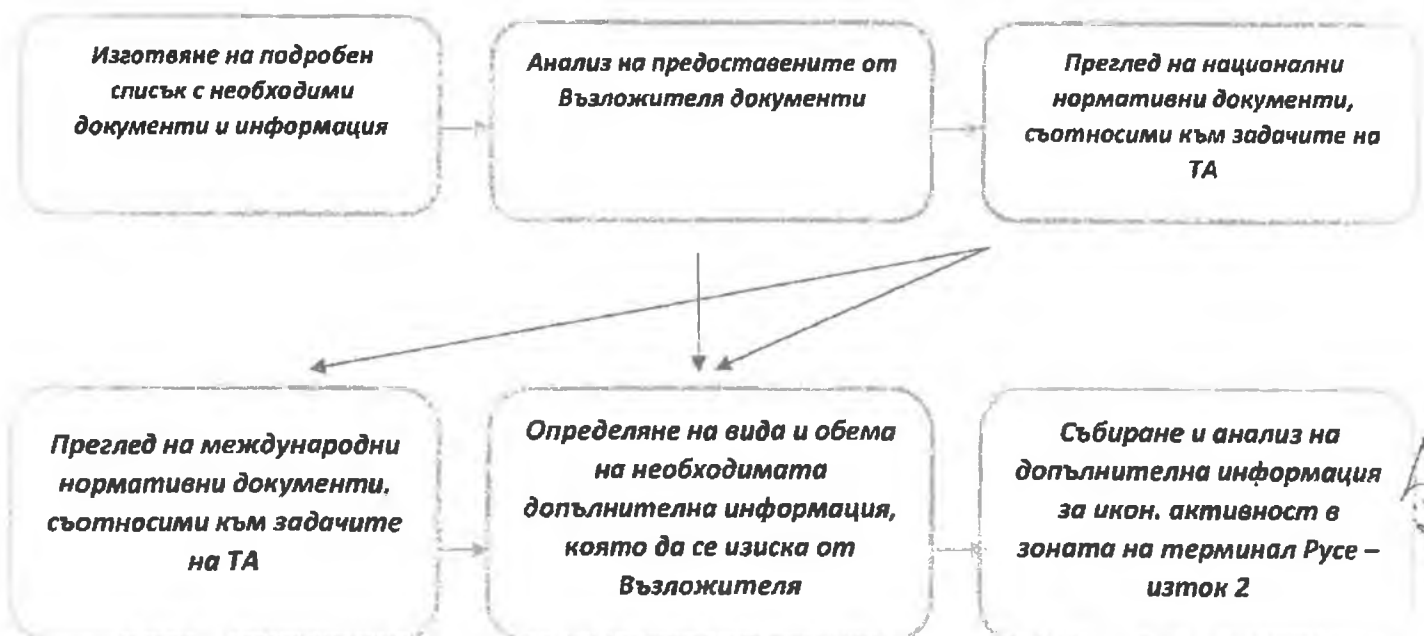 Изготвяне на подробен
списък с необходими
документи и информация
Анализ на предоставените от
Възложителя документи
Преглед на национални
нормативни документи,
съотносими към задачите на
ТА
Преглед на международни
нормативни документи,
съотносими към задачите
на ТА
Определяне на вида и обема
на необходимата
допълнителна информация,
която да се изиска от
Възложителя
Събиране и анализ на
допълнителна информация
за икон. активност в
зоната на терминал Русе –
изток 2